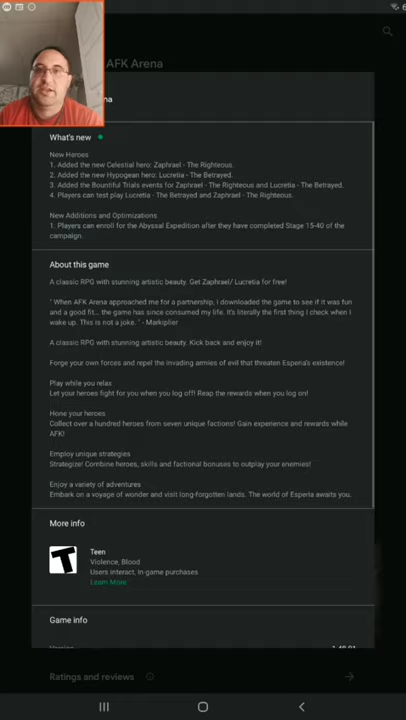 6
AFK Arena
na
What's new
New Heroes
1. Added the new Celestial hero: Zaphrael - The Righteous.
2. Added the new Hypogean hero: Lucretia - The Betrayed.
3. Added the Bountiful Trials events for Zaphrael - The Righteous and Lucretia - The Betrayed.
4. Players can test play Lucretia - The Betrayed and Zaphrael - The Righteous.
New Additions and Optimizations
1. Players can enroll for the Abyssal Expedition after they have completed Stage 15-40 of the
campaign.
About this game
A classic RPG with stunning artistic beauty. Get Zaphrael/ Lucretia for free!
" When AFK Arena approached me for a partnership, I downloaded the game to see if it was fun
and a good fit... the game has since consumed my life. It's literally the first thing I check when I
wake up. This is not a joke. " - Markiplier
A classic RPG with stunning artistic beauty. Kick back and enjoy it!
Forge your own forces and repel the invading armies of evil that threaten Esperia's existence!
Play while you relax
Let your heroes fight for you when you log off! Reap the rewards when you log on!
Hone your heroes
Collect over a hundred heroes from seven unique factions! Gain experience and rewards while
AFK!
Employ unique strategies
Strategize! Combine heroes, skills and factional bonuses to outplay your enemies!
Enjoy a variety of adventures
Embark on a voyage of wonder and visit long-forgotten lands. The world of Esperia awaits you.
More info
T
Teen
Violence, Blood
Users interact, In-game purchases
Learn More
Game info
Version
Ratings and reviews